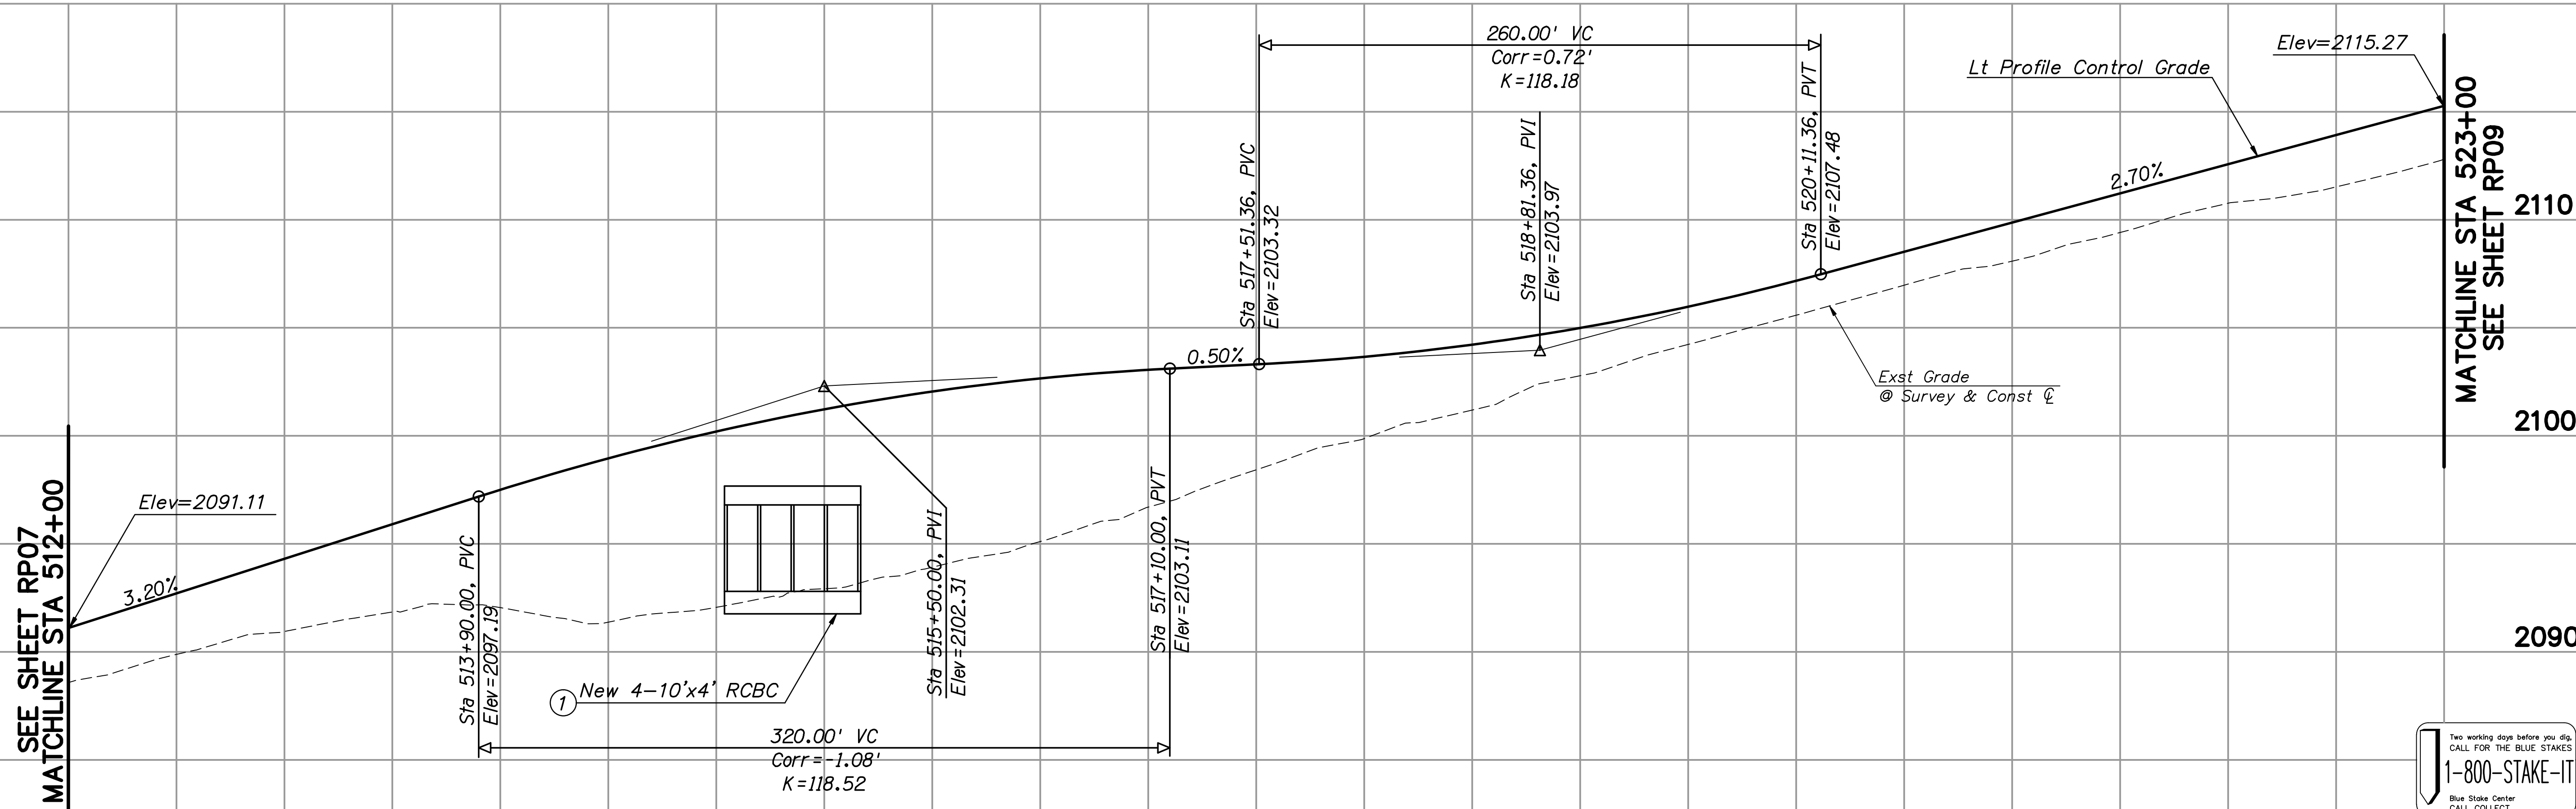 260.00' VC
Corr=0.72'
K=118.18
Elev=2115.27
Lt Profile Control Grade
MATCHLINE STA 523+00
SEE SHEET RP09
2.70%
2110
Sta 517+51.36, PVC
Elev=2103.32
Sta 518+81.36, PVI
Elev=2103.97
Sta 520+11.36, PVT
Elev=2107.48
0.50%
Exst Grade
@ Survey & Const ℄
2100
SEE SHEET RP07
MATCHLINE STA 512+00
Elev=2091.11
3.20%
Sta 513+90.00, PVC
Elev=2097.19
Sta 515+50.00, PVI
Elev=2102.31
Sta 517+10.00, PVT
Elev=2103.11
2090
1 New 4-10'x4' RCBC
320.00' VC
Corr=-1.08'
K=118.52
Two working days before you dig,
CALL FOR THE BLUE STAKES
1-800-STAKE-IT
Blue Stake Center
CALL COLLECT